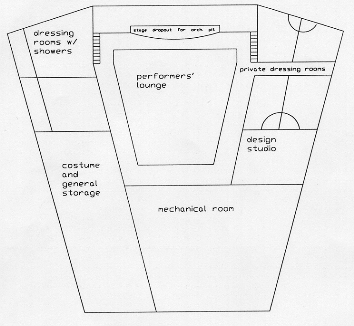 dressing
rooms w/
showers
stage dropout for orch pit
performers'
lounge
private dressing rooms
design
studio
costume
and
general
storage
mechanical room